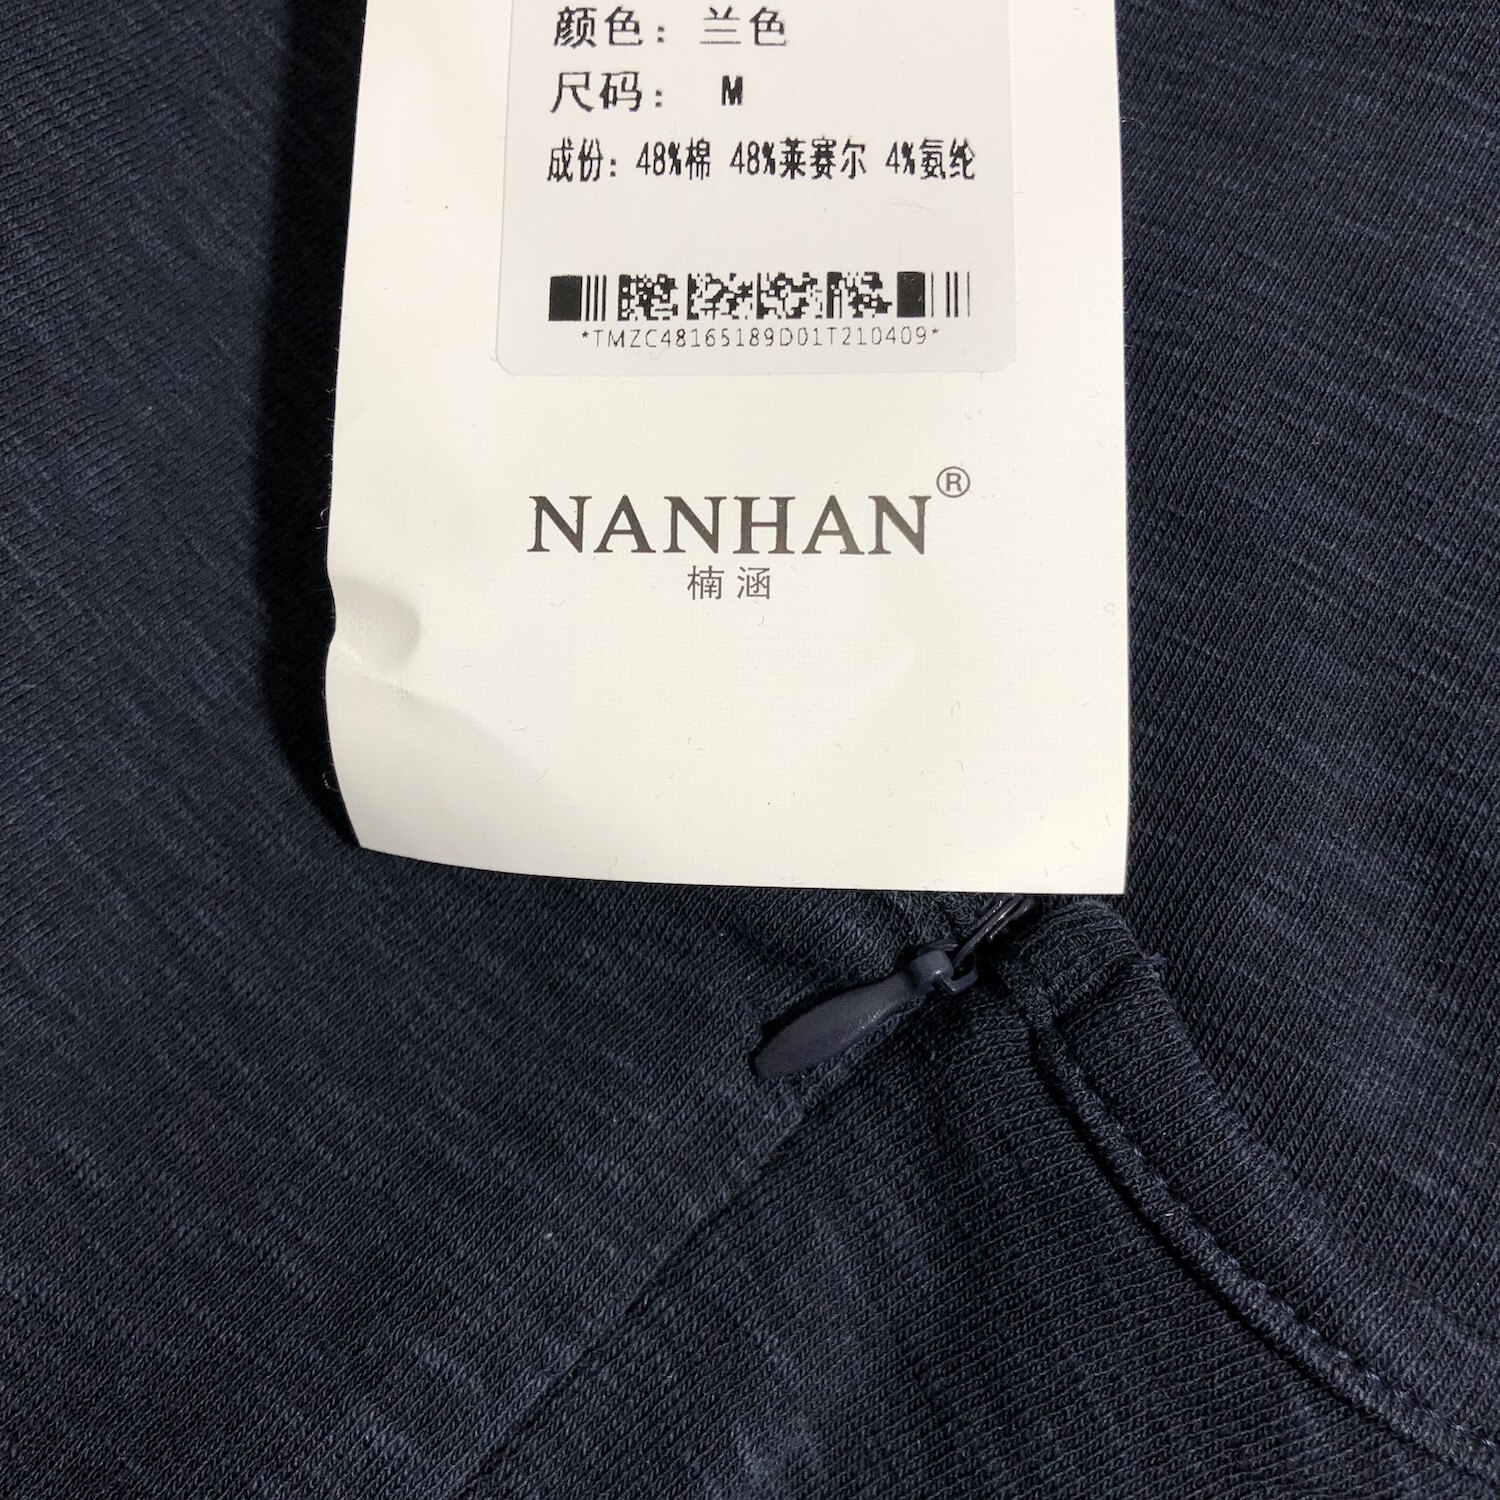 颜色： 兰色
尺码： M
成份：48%棉 48%莱赛尔 4%氨纶
*TMZC48165189D01T210409*
NANHAN®
楠涵